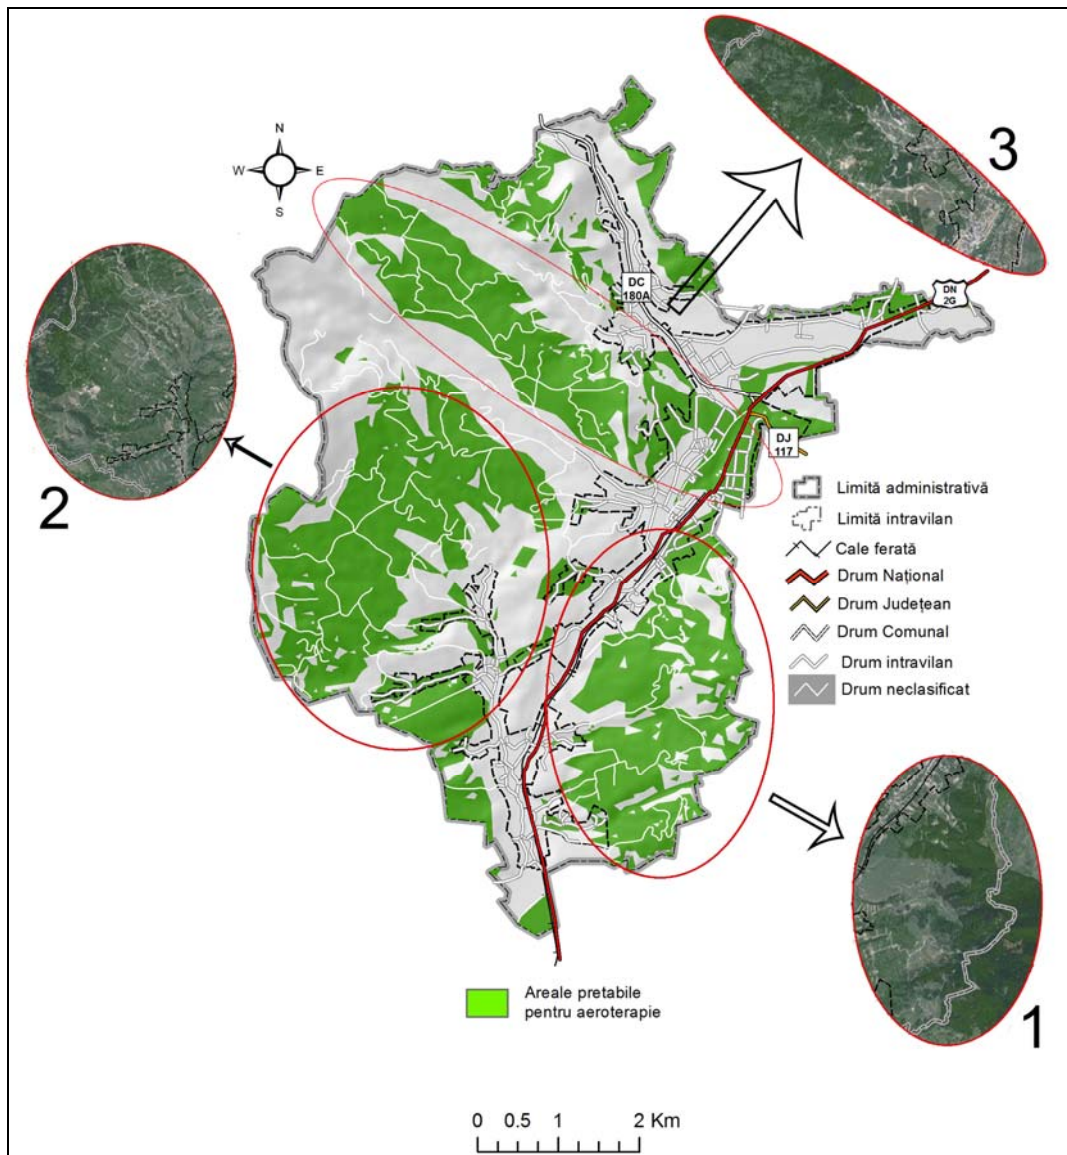 3
N
W E
S
DC
180A
DN
2G
2
DJ
117
Limită administrativă
Limită intravilan
Cale ferată
Drum Național
Drum Județean
Drum Comunal
Drum intravilan
Drum neclasificat
1
Areale pretabile
pentru aeroterapie
0 0.5 1 2 Km